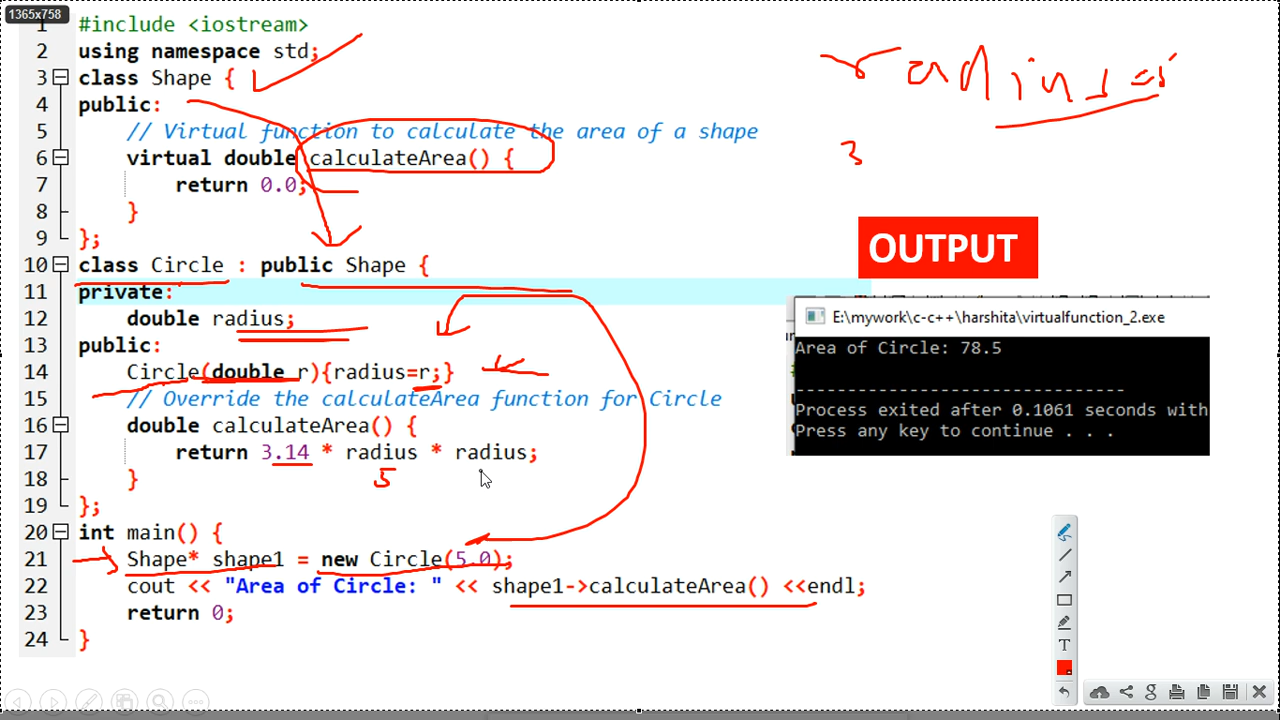 1365x758
1 #include <iostream>
2 using namespace std;
3 class Shape {
4 public:
5 // Virtual function to calculate the area of a shape
6 virtual double calculateArea() {
7 return 0.0;
8 }
9 };
10 class Circle : public Shape {
11 private:
12 double radius;
13 public:
14 Circle(double r){radius=r;}
15 // Override the calculateArea function for Circle
16 double calculateArea() {
17 return 3.14 * radius * radius;
5
18 }
19 };
20 int main() {
21 Shape* shape1 = new Circle(5.0);
22 cout << "Area of Circle: " << shape1->calculateArea() <<endl;
23 return 0;
24 }
3
OUTPUT
E:\mywork\c-c++\harshita\virtualfunction_2.exe
Area of Circle: 78.5
--------------------------------
Process exited after 0.1061 seconds with
Press any key to continue . . .
T
g